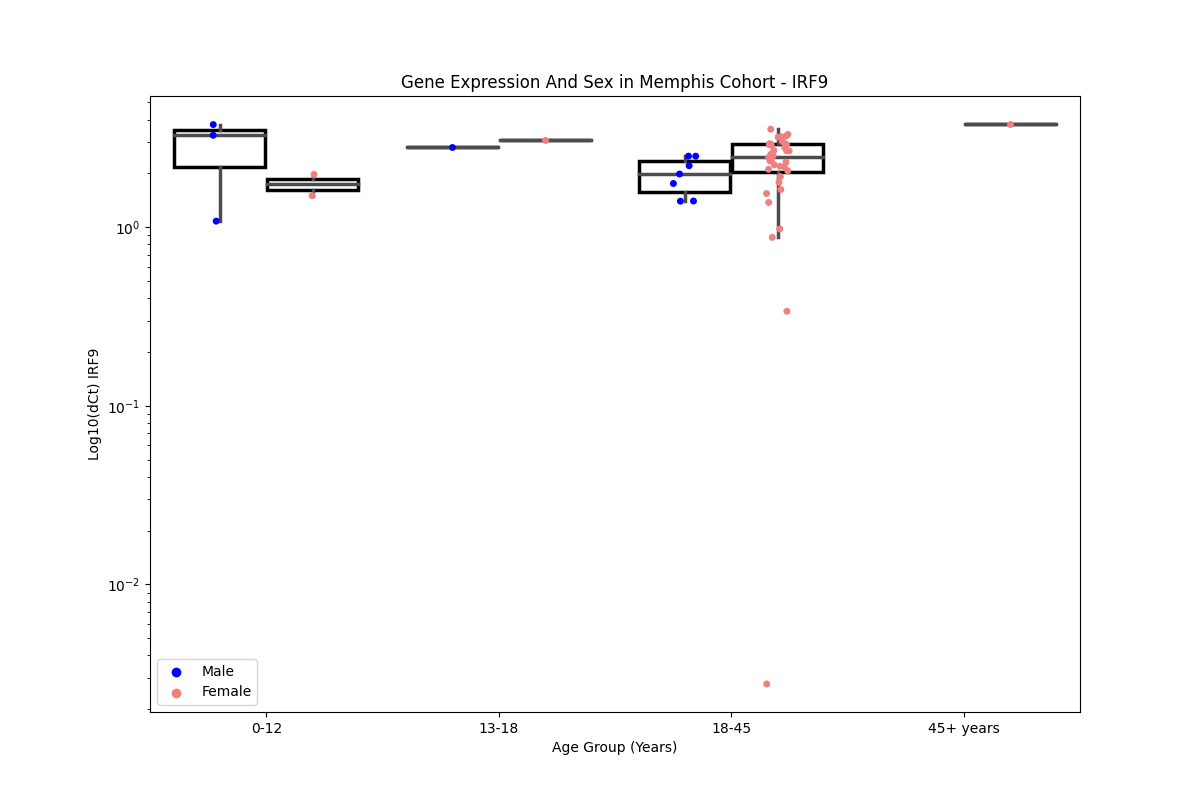 Gene Expression And Sex in Memphis Cohort - IRF9
Log10(dCt) IRF9
10⁰
10⁻¹
10⁻²
Male
Female
0-12
13-18
18-45
45+ years
Age Group (Years)